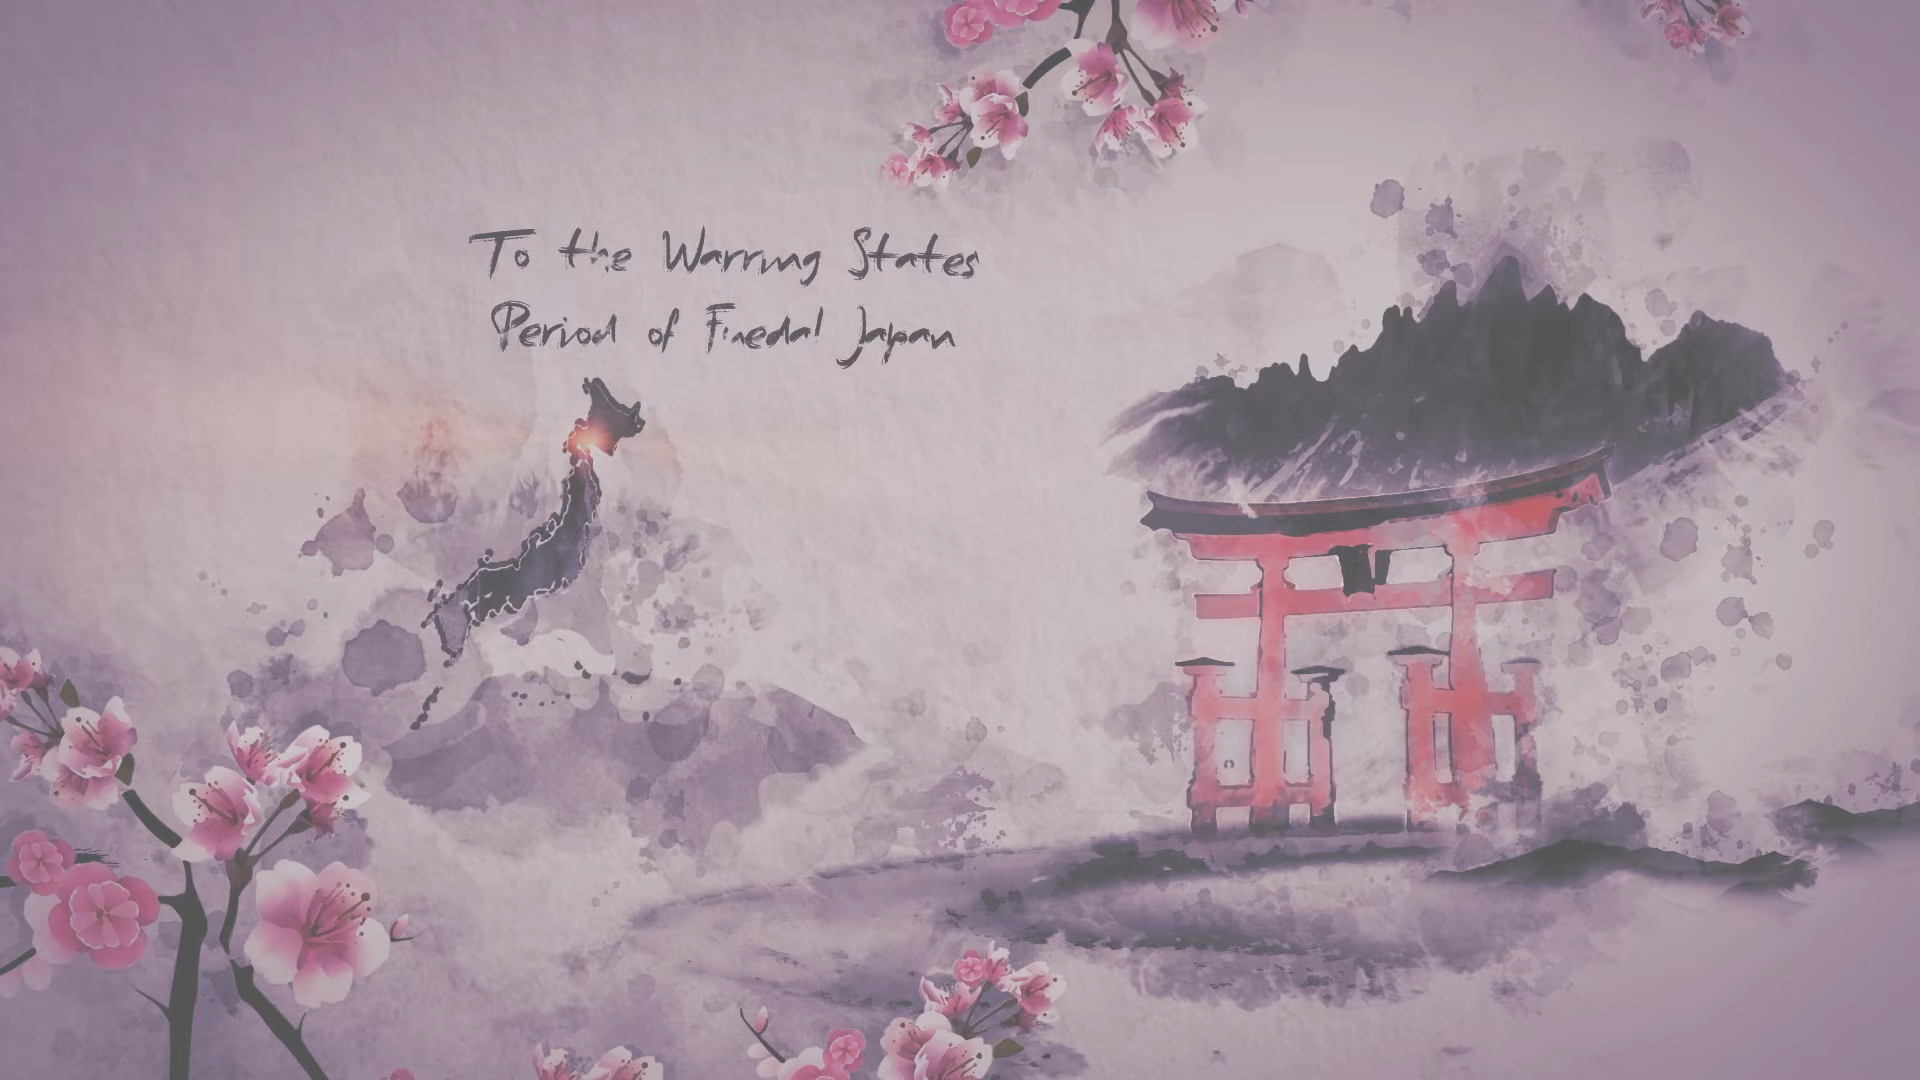 To the Warring States
Period of Fuedal Japan